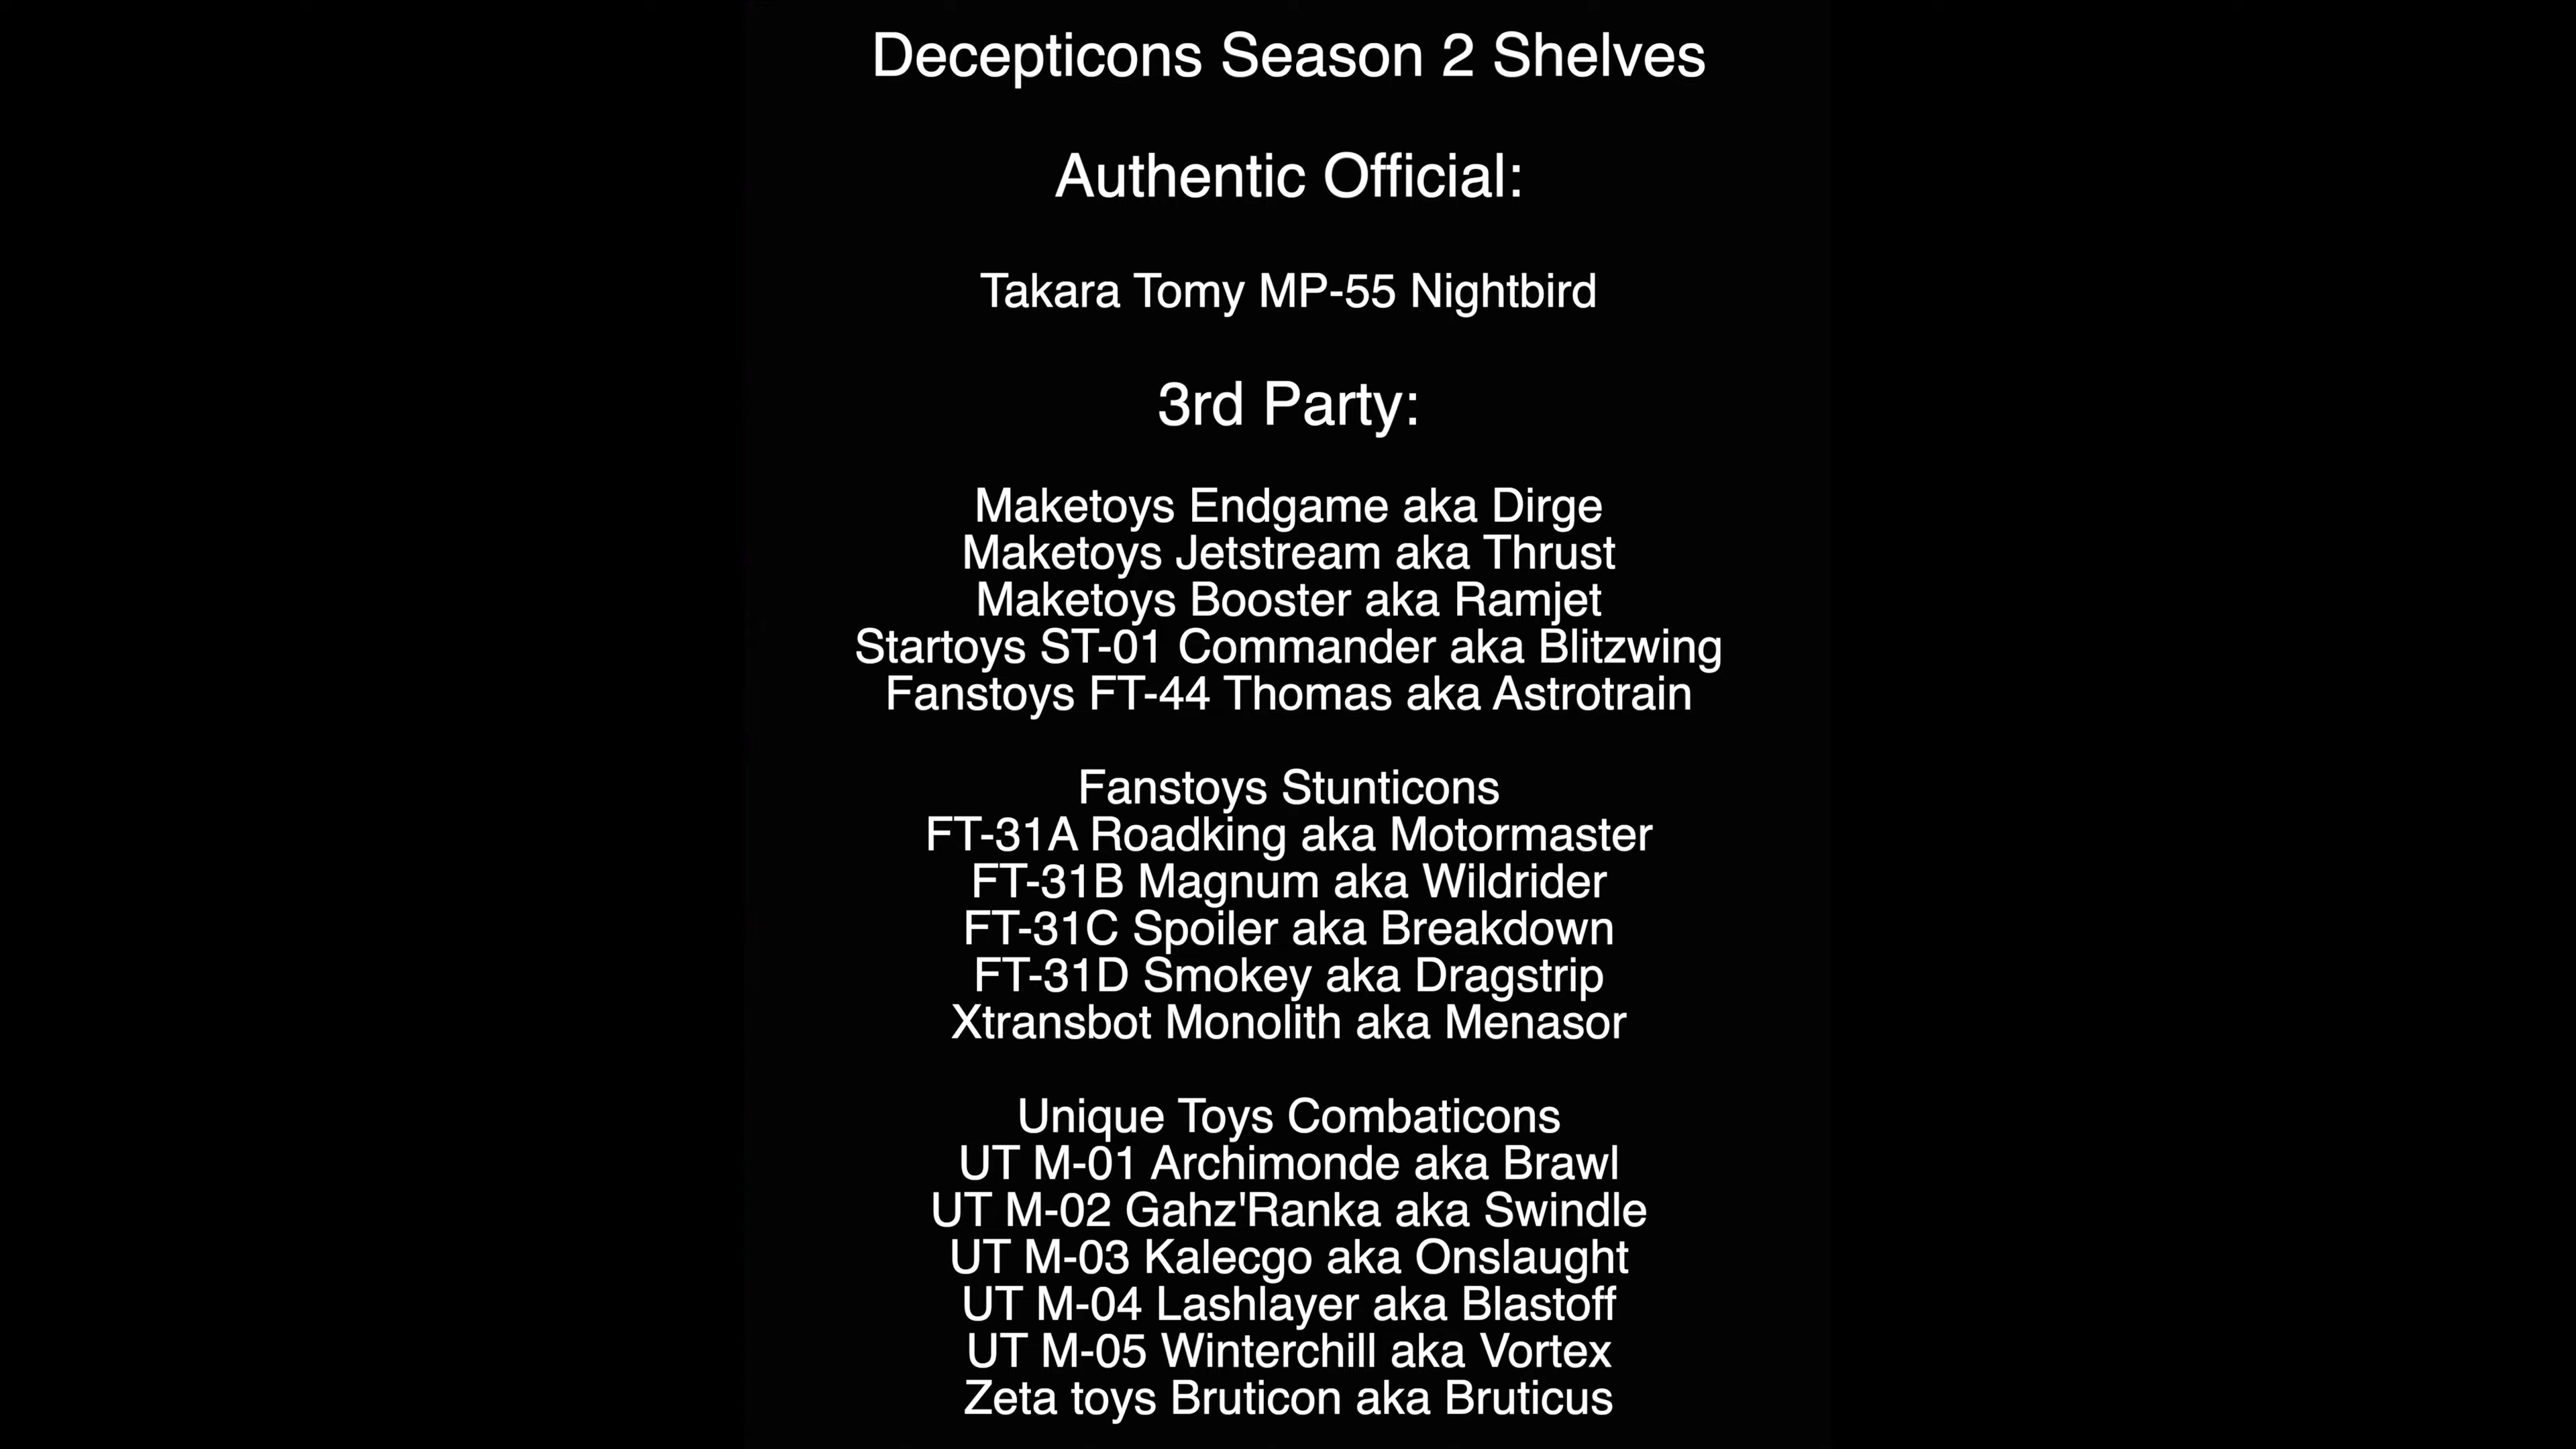 Decepticons Season 2 Shelves
Authentic Official:
Takara Tomy MP-55 Nightbird
3rd Party:
Maketoys Endgame aka Dirge
Maketoys Jetstream aka Thrust
Maketoys Booster aka Ramjet
Startoys ST-01 Commander aka Blitzwing
Fanstoys FT-44 Thomas aka Astrotrain
Fanstoys Stunticons
FT-31A Roadking aka Motormaster
FT-31B Magnum aka Wildrider
FT-31C Spoiler aka Breakdown
FT-31D Smokey aka Dragstrip
Xtransbot Monolith aka Menasor
Unique Toys Combaticons
UT M-01 Archimonde aka Brawl
UT M-02 Gahz'Ranka aka Swindle
UT M-03 Kalecgo aka Onslaught
UT M-04 Lashlayer aka Blastoff
UT M-05 Winterchill aka Vortex
Zeta toys Bruticon aka Bruticus